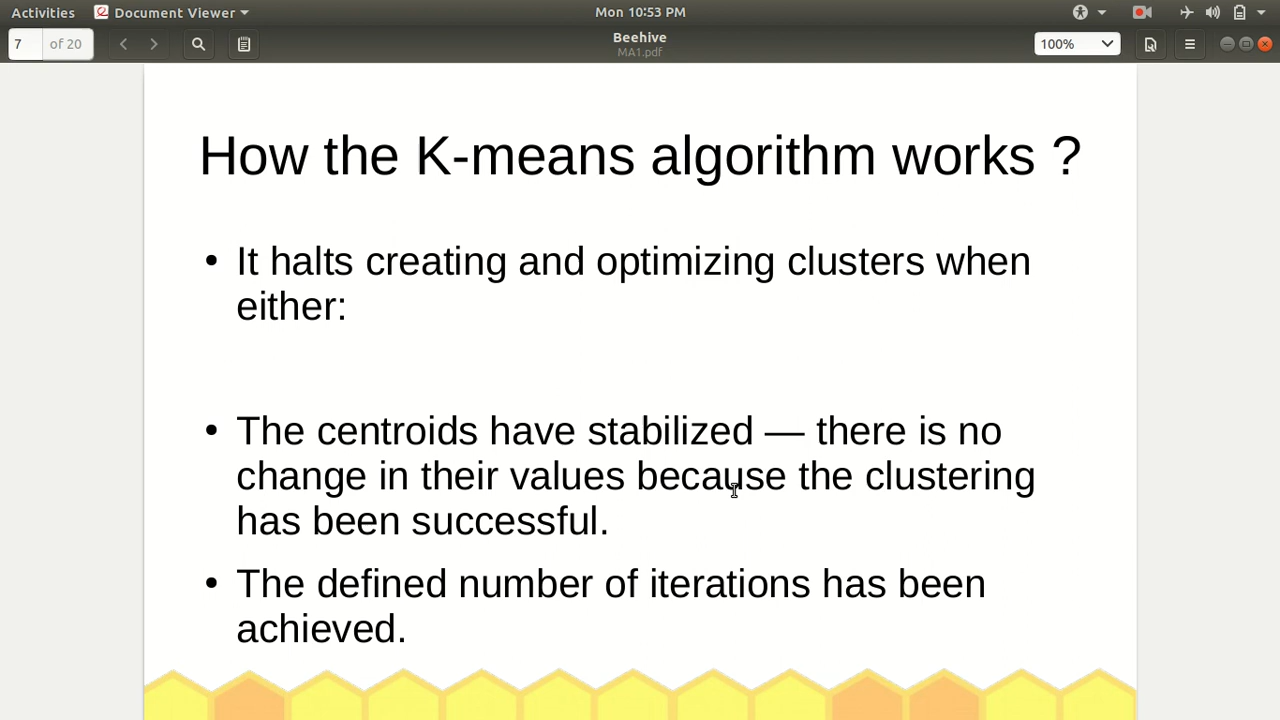 Activities Document Viewer Mon 10:53 PM
7 of 20 Beehive 100%
MA1.pdf
How the K-means algorithm works ?
• It halts creating and optimizing clusters when
either:
• The centroids have stabilized — there is no
change in their values because the clustering
has been successful.
• The defined number of iterations has been
achieved.